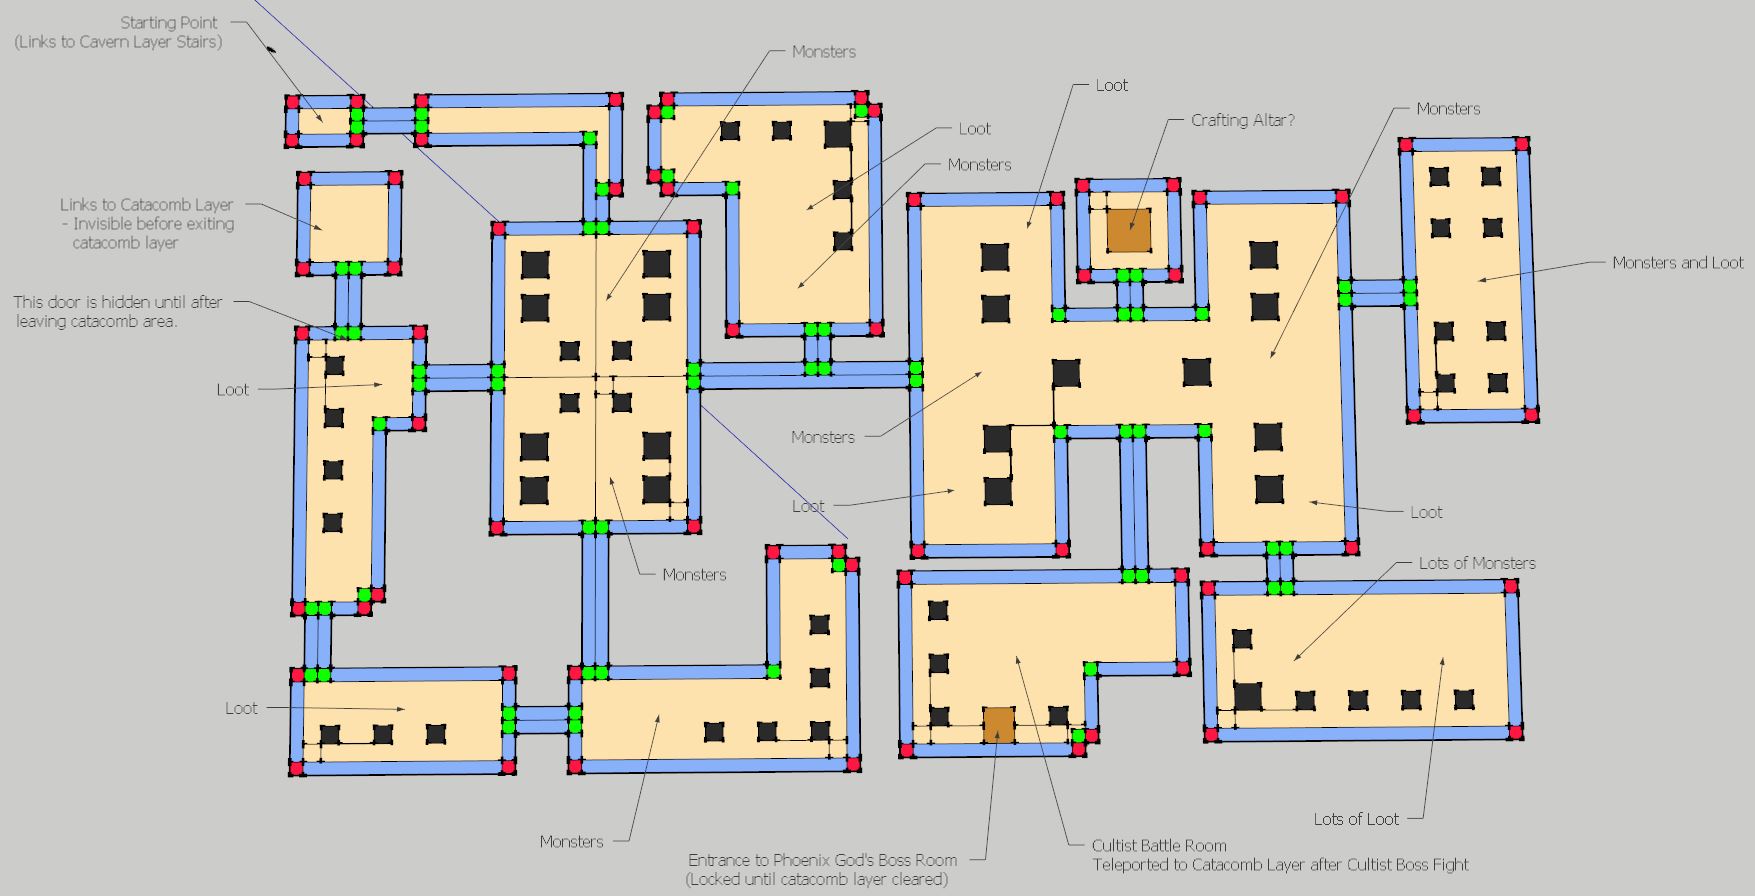 Starting Point
(Links to Cavern Layer Stairs)
Monsters
Loot
Crafting Altar?
Monsters
Loot
Monsters
Links to Catacomb Layer
- Invisible before exiting
catacomb layer
Monsters and Loot
This door is hidden until after
leaving catacomb area.
Loot
Monsters
Loot
Loot
Monsters
Lots of Monsters
Loot
Lots of Loot
Monsters
Cultist Battle Room
Teleported to Catacomb Layer after Cultist Boss Fight
Entrance to Phoenix God's Boss Room
(Locked until catacomb layer cleared)